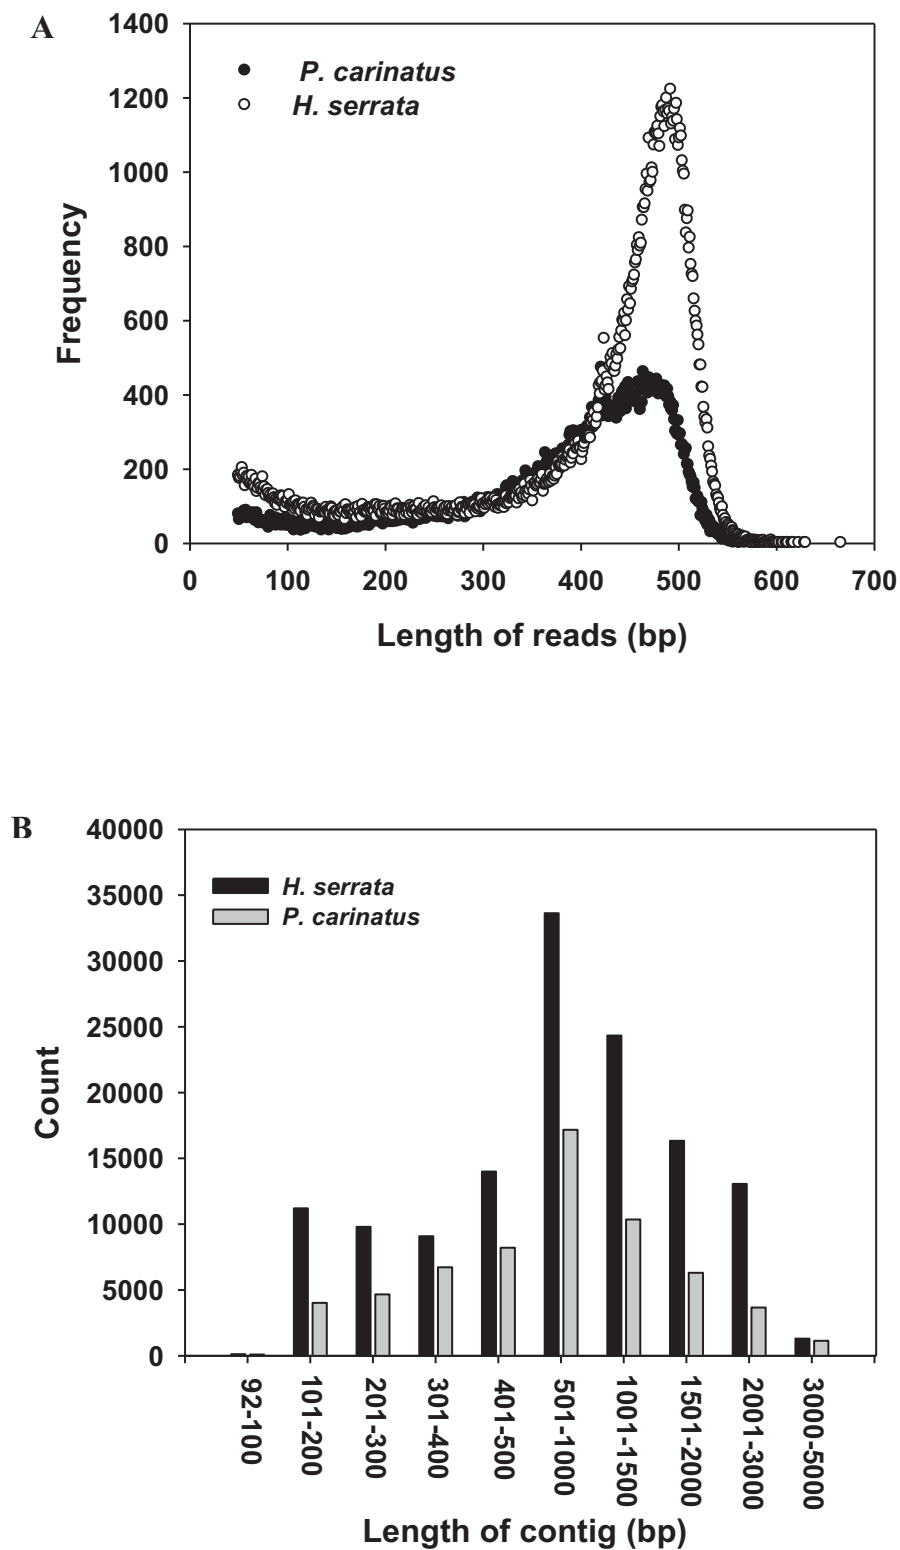 A
1400
1200
1000
800
600
400
200
0
Frequency
P. carinatus
H. serrata
0 100 200 300 400 500 600 700
Length of reads (bp)
B
40000
35000
30000
25000
20000
15000
10000
5000
0
Count
H. serrata
P. carinatus
92-100
101-200
201-300
301-400
401-500
501-1000
1001-1500
1501-2000
2001-3000
3000-5000
Length of contig (bp)